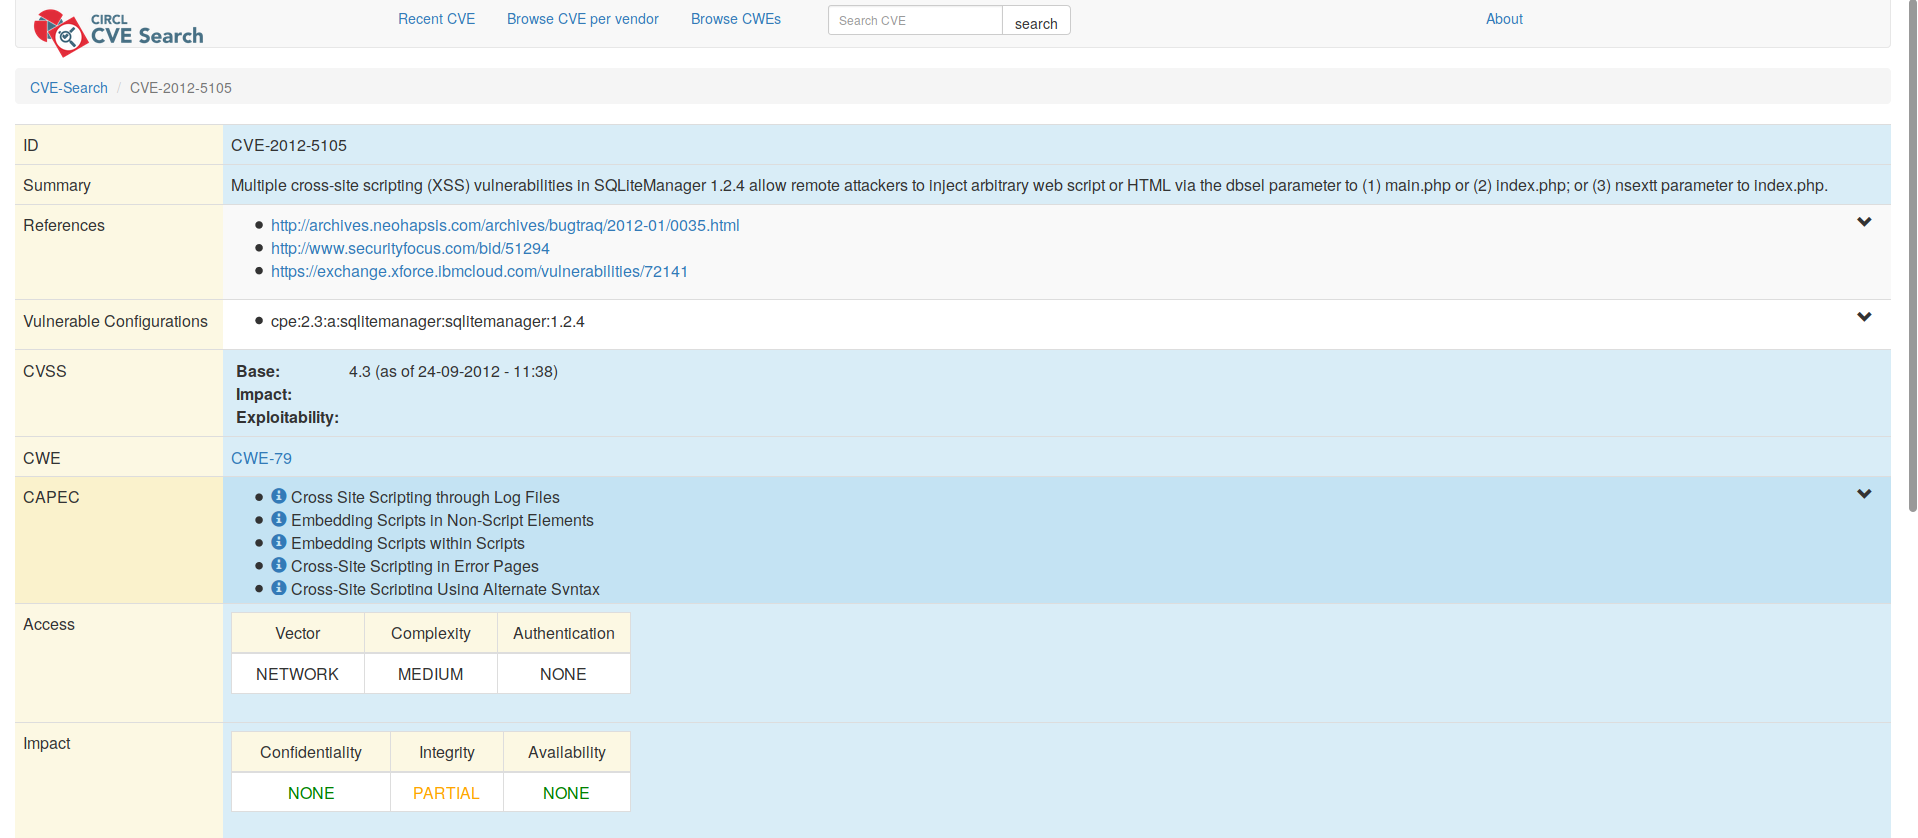 CIRCL
CVE Search
Recent CVE
Browse CVE per vendor
Browse CWEs
Search CVE
search
About
CVE-Search / CVE-2012-5105
ID
CVE-2012-5105
Summary
Multiple cross-site scripting (XSS) vulnerabilities in SQLiteManager 1.2.4 allow remote attackers to inject arbitrary web script or HTML via the dbsel parameter to (1) main.php or (2) index.php; or (3) nsextt parameter to index.php.
References
http://archives.neohapsis.com/archives/bugtraq/2012-01/0035.html
http://www.securityfocus.com/bid/51294
https://exchange.xforce.ibmcloud.com/vulnerabilities/72141
Vulnerable Configurations
cpe:2.3:a:sqlitemanager:sqlitemanager:1.2.4
CVSS
Base: 4.3 (as of 24-09-2012 - 11:38)
Impact:
Exploitability:
CWE
CWE-79
CAPEC
Cross Site Scripting through Log Files
Embedding Scripts in Non-Script Elements
Embedding Scripts within Scripts
Cross-Site Scripting in Error Pages
Cross-Site Scripting Using Alternate Syntax
Access
Vector Complexity Authentication
NETWORK MEDIUM NONE
Impact
Confidentiality Integrity Availability
NONE PARTIAL NONE